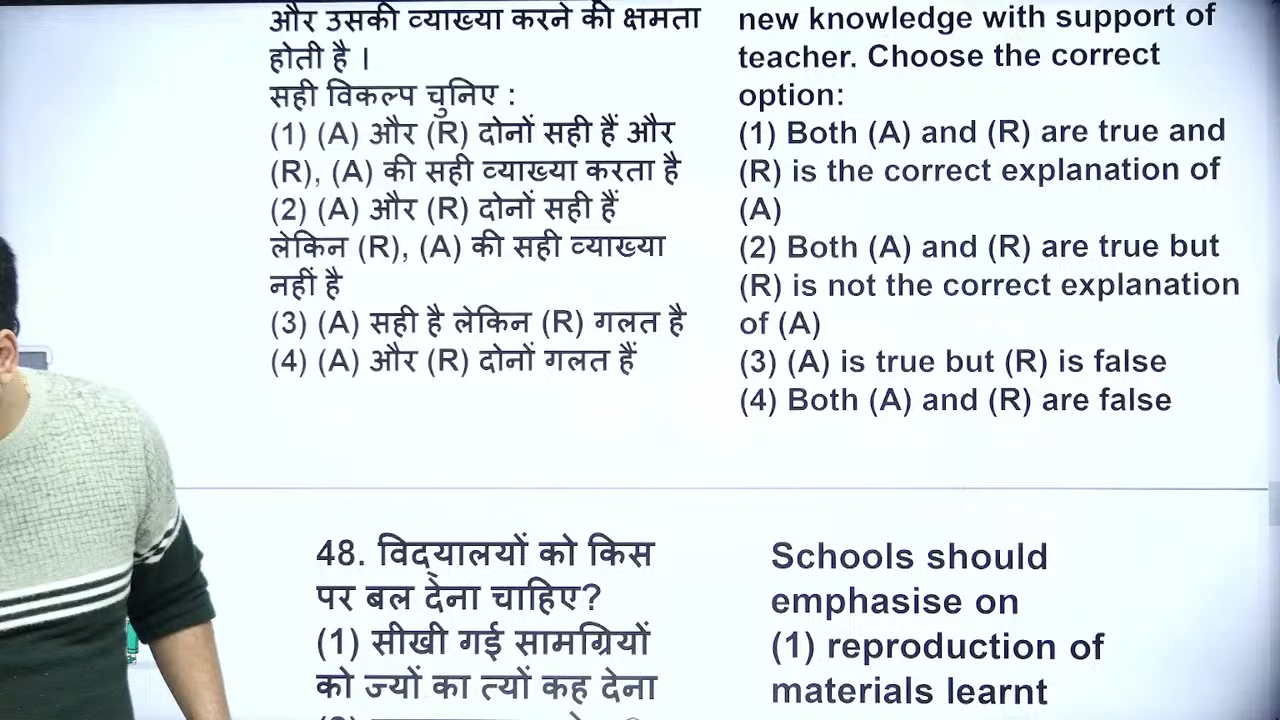 और उसकी व्याख्या करने की क्षमता
होती है ।
सही विकल्प चुनिए :
(1) (A) और (R) दोनों सही हैं और
(R), (A) की सही व्याख्या करता है
(2) (A) और (R) दोनों सही हैं
लेकिन (R), (A) की सही व्याख्या
नहीं है
(3) (A) सही है लेकिन (R) गलत है
(4) (A) और (R) दोनों गलत हैं
new knowledge with support of
teacher. Choose the correct
option:
(1) Both (A) and (R) are true and
(R) is the correct explanation of
(A)
(2) Both (A) and (R) are true but
(R) is not the correct explanation
of (A)
(3) (A) is true but (R) is false
(4) Both (A) and (R) are false
48. विद्यालयों को किस
पर बल देना चाहिए?
(1) सीखी गई सामग्रियों
को ज्यों का त्यों कह देना
Schools should
emphasise on
(1) reproduction of
materials learnt